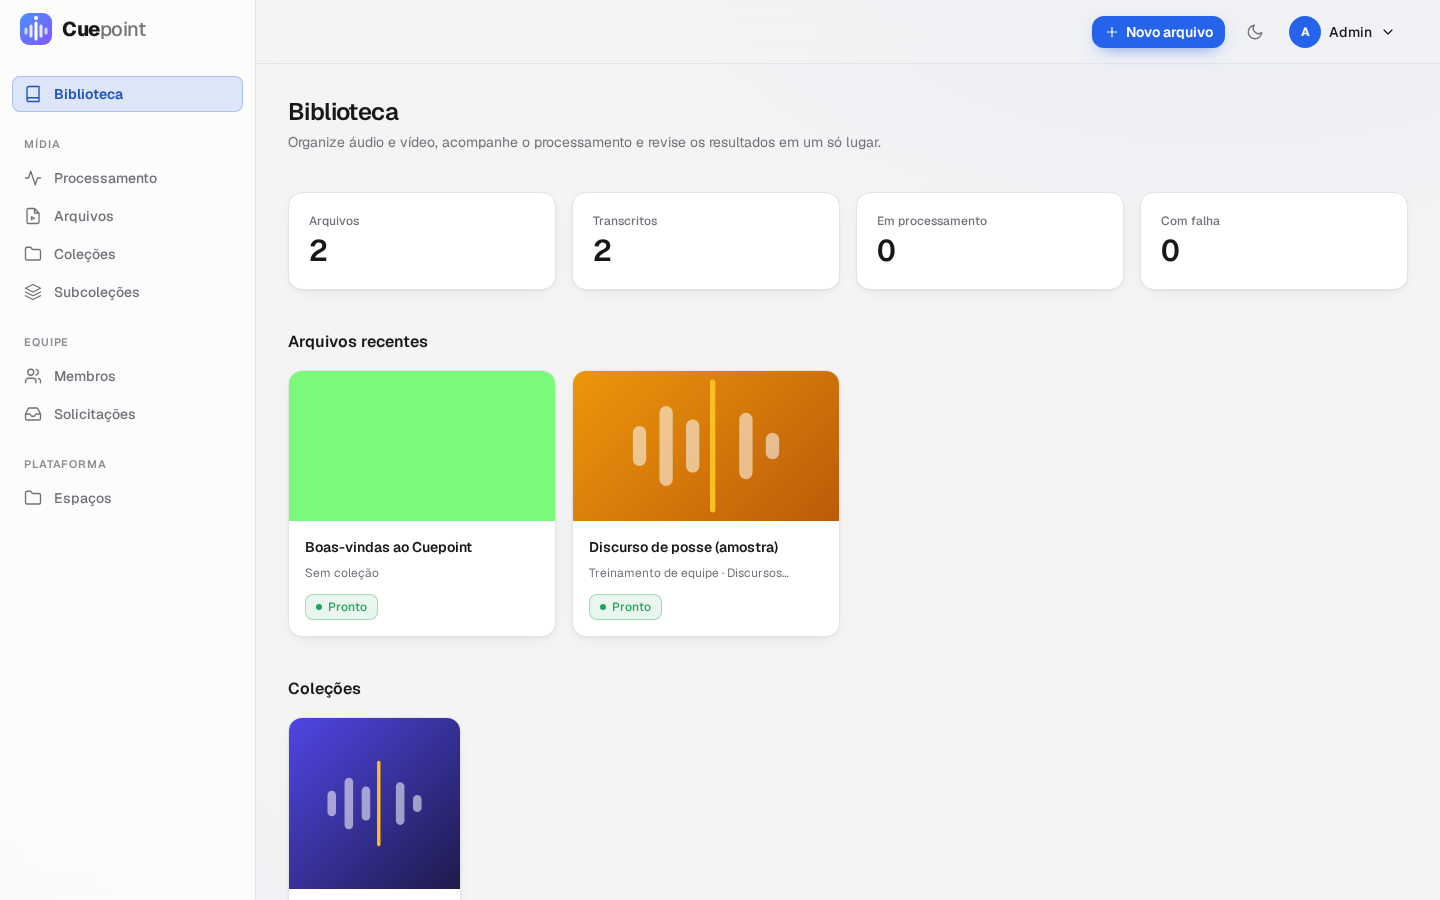 Cuepoint
Novo arquivo
A
Admin
Biblioteca
MÍDIA
Processamento
Arquivos
Coleções
Subcoleções
EQUIPE
Membros
Solicitações
PLATAFORMA
Espaços
Biblioteca
Organize áudio e vídeo, acompanhe o processamento e revise os resultados em um só lugar.
Arquivos
2
Transcritos
2
Em processamento
0
Com falha
0
Arquivos recentes
Boas-vindas ao Cuepoint
Sem coleção
Pronto
Discurso de posse (amostra)
Treinamento de equipe · Discursos…
Pronto
Coleções